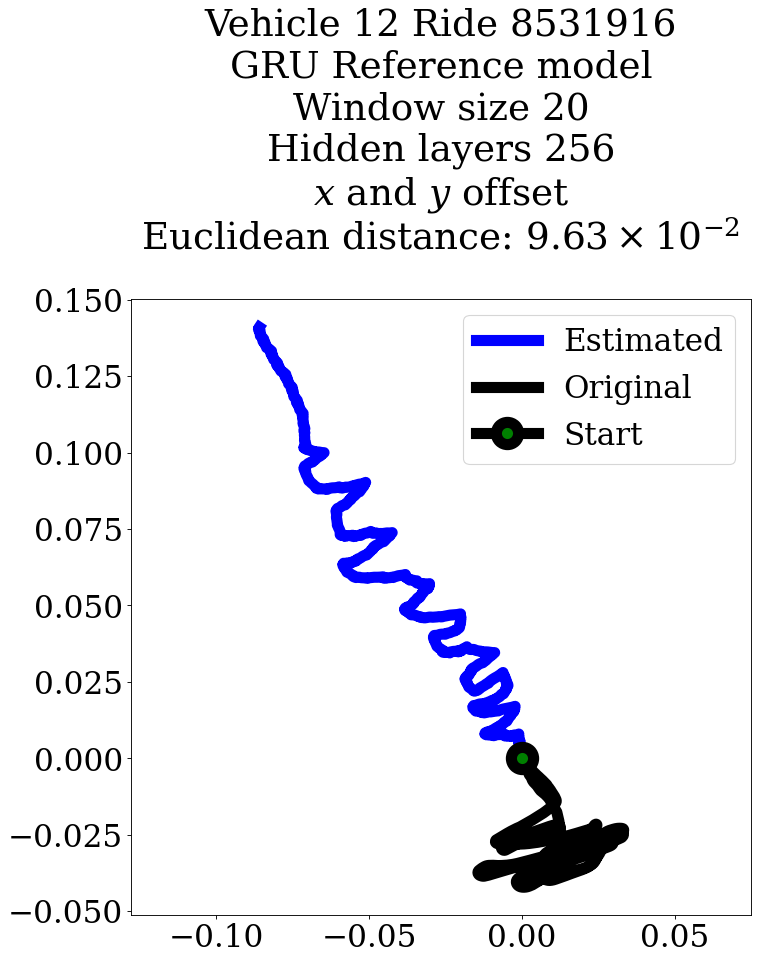 Vehicle 12 Ride 8531916
GRU Reference model
Window size 20
Hidden layers 256
x and y offset
Euclidean distance: 9.63 × 10⁻²
Estimated
Original
Start
0.150
0.125
0.100
0.075
0.050
0.025
0.000
−0.025
−0.050
−0.10
−0.05
0.00
0.05